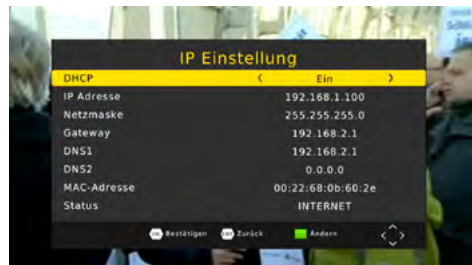 IP Einstellung
DHCP < Ein >
IP Adresse 192.168.1.100
Netzmaske 255.255.255.0
Gateway 192.168.2.1
DNS1 192.168.2.1
DNS2 0.0.0.0
MAC-Adresse 00:22:68:0b:60:2e
Status INTERNET
OK Bestätigen EXIT Zurück Ändern